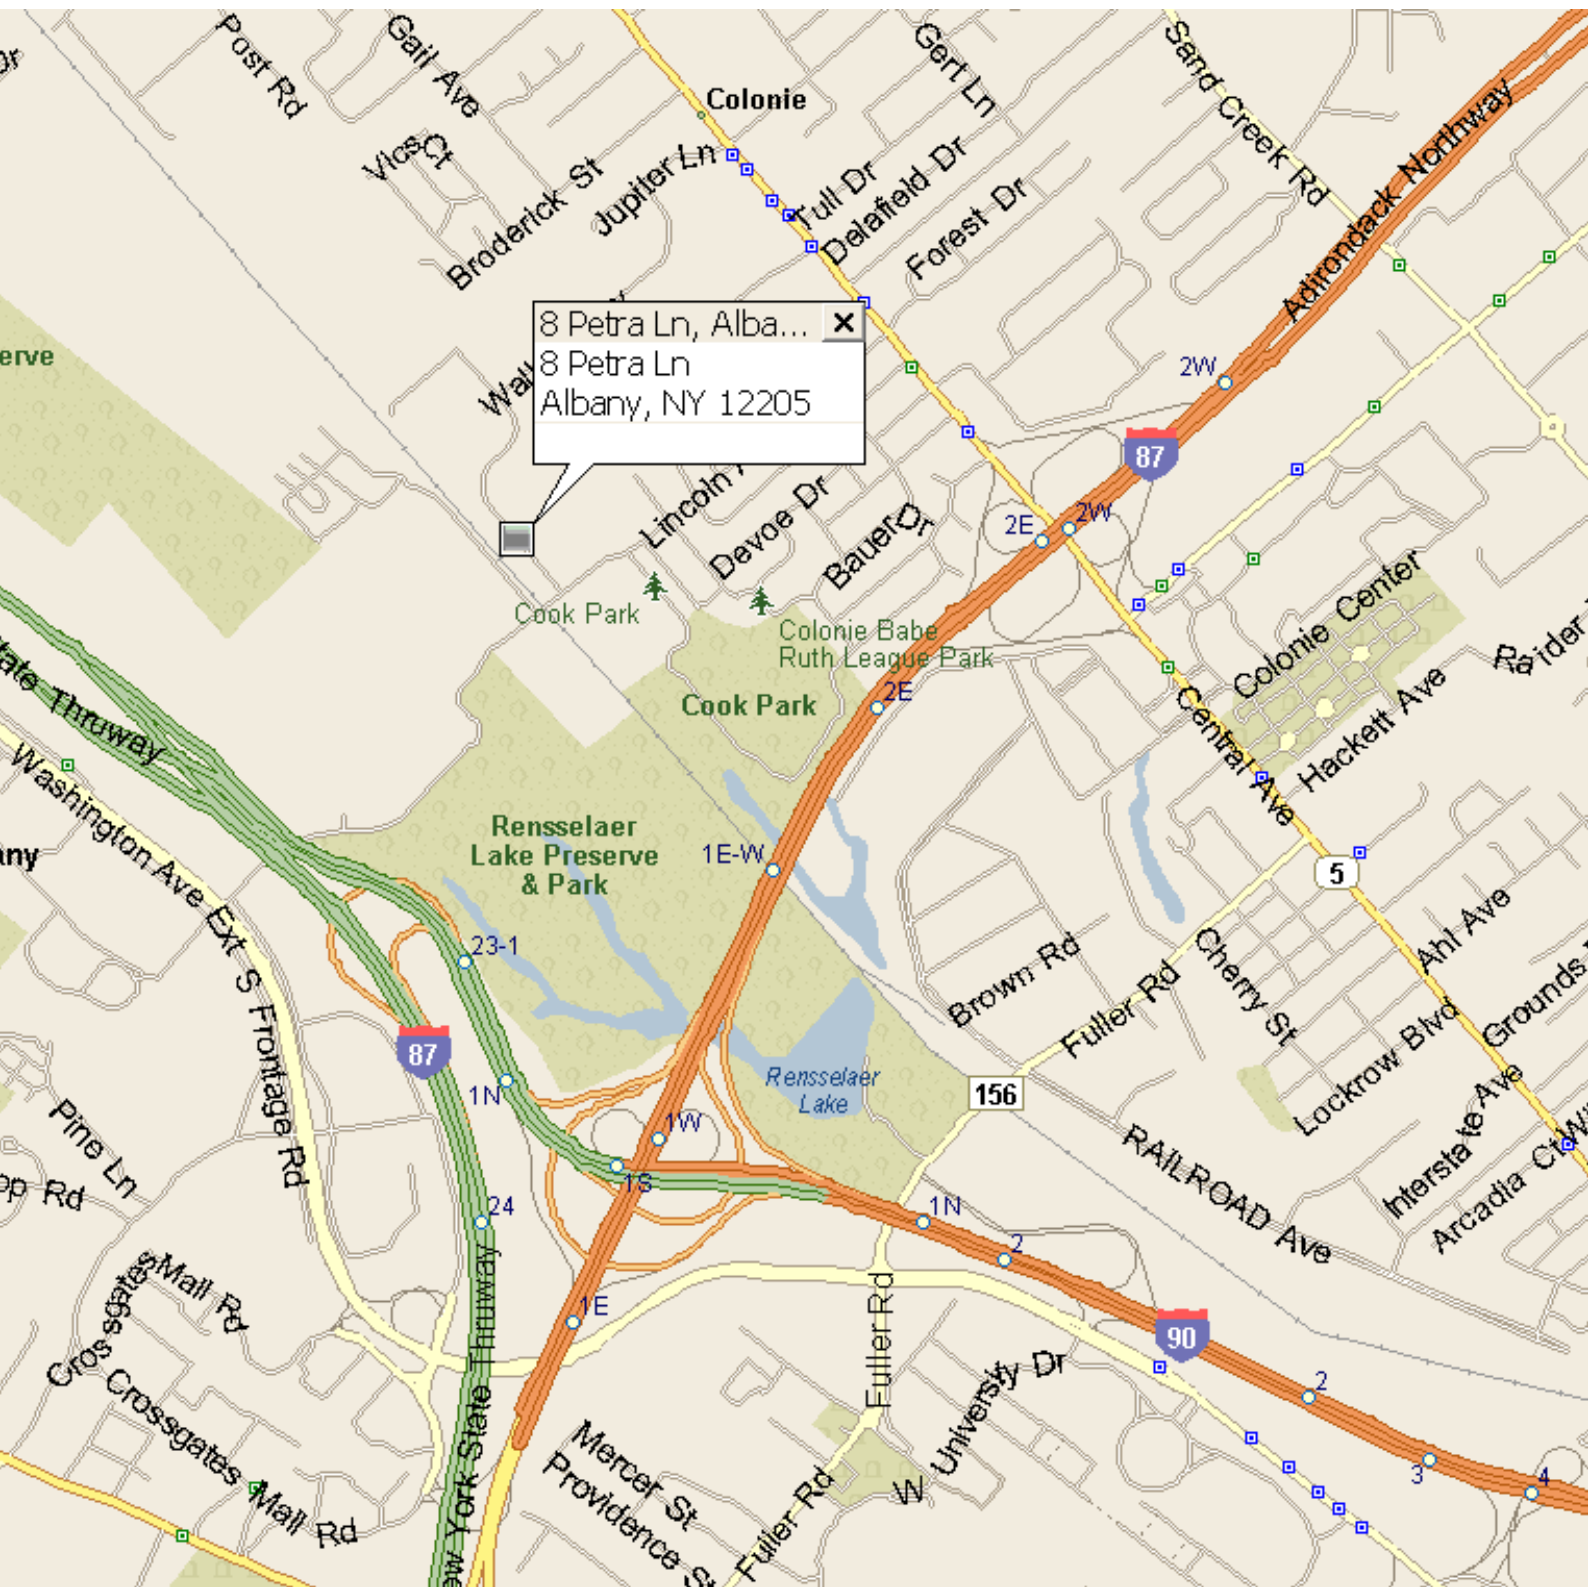 Post Rd
Gail Ave
Gert Ln
Sand Creek Rd
Colonie
Vics Ct
Broderick St
Jupiter Ln
Tull Dr
Delafield Dr
Forest Dr
Adirondack Northway
8 Petra Ln, Alba...
8 Petra Ln
Albany, NY 12205
2W
87
2E
2W
Lincoln
Devoe Dr
Bauer Dr
Cook Park
Colonie Babe
Ruth League Park
Cook Park
2E
Colonie Center
Raider
Hackett Ave
Central Ave
Thruway
Washington Ave Ext S Frontage Rd
Rensselaer
Lake Preserve
& Park
1E-W
5
23-1
Brown Rd
Fuller Rd
Cherry St
Ahl Ave
Grounds
Lockrow Blvd
87
1N
Rensselaer
Lake
156
Interstate Ave
Arcadia Ct
RAILROAD Ave
Pine Ln
1W
1S
24
1N
2
1E
90
Crossgates Mall Rd
Crossgates Mall Rd
York State Thruway
Fuller Rd
W University Dr
2
3
4
Mercer St
Providence St
Fuller Rd